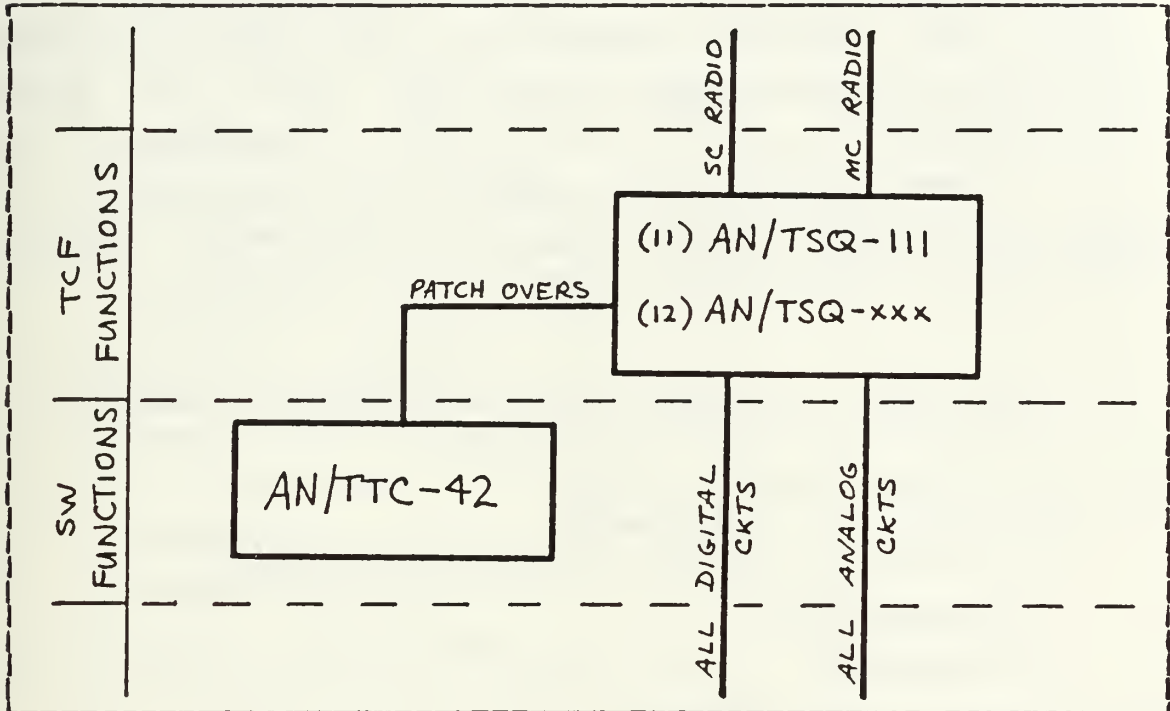 SC RADIO
MC RADIO
TCF
FUNCTIONS
(11) AN/TSQ-111
(12) AN/TSQ-xxx
PATCH OVERS
SW
FUNCTIONS
AN/TTC-42
ALL DIGITAL
CKTS
ALL ANALOG
CKTS